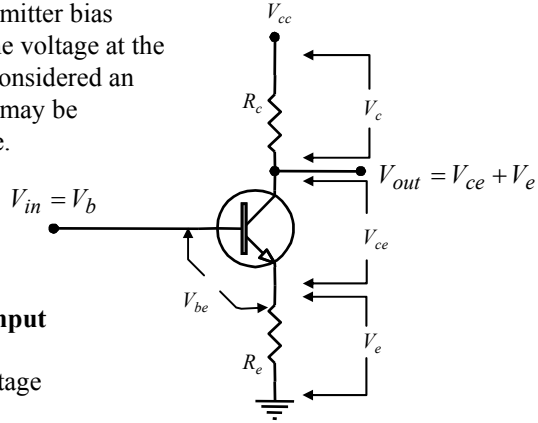 mitter bias
e voltage at the
onsidered an
may be
e.
V_cc
R_c
V_c
V_out = V_ce + V_e
V_in = V_b
V_ce
V_be
nput
V_e
R_e
tage